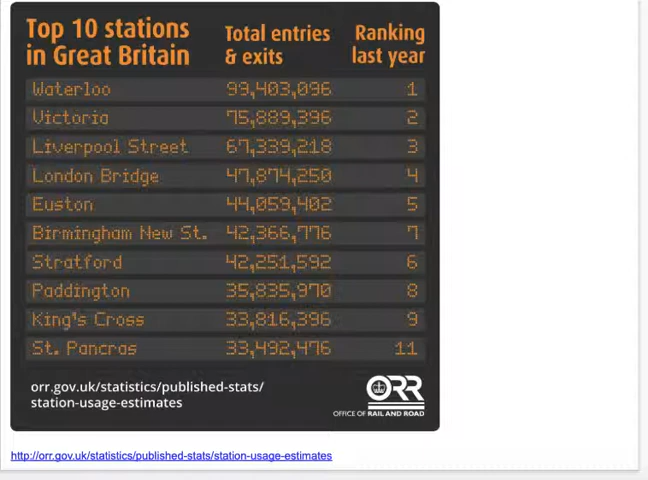 Top 10 stations in Great Britain Total entries & exits Ranking last year
Waterloo 99,403,096 1
Victoria 75,889,396 2
Liverpool Street 67,339,218 3
London Bridge 47,874,250 4
Euston 44,059,402 5
Birmingham New St. 42,366,776 7
Stratford 42,251,592 6
Paddington 35,835,970 8
King's Cross 33,816,396 9
St. Pancras 33,492,476 11
orr.gov.uk/statistics/published-stats/
station-usage-estimates
ORR
OFFICE OF RAIL AND ROAD
http://orr.gov.uk/statistics/published-stats/station-usage-estimates